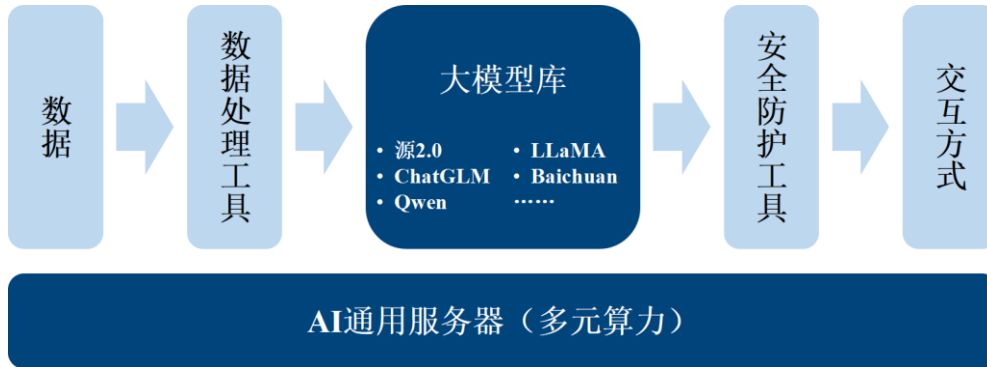 数据
数据处理工具
大模型库
• 源2.0
• ChatGLM
• Qwen
• LLaMA
• Baichuan
……
安全防护工具
交互方式
AI通用服务器（多元算力）